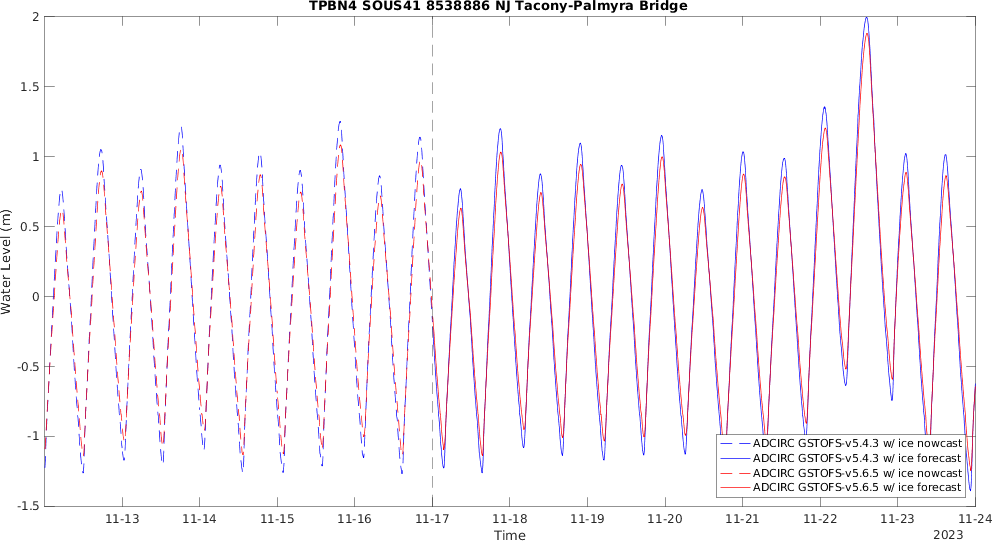 TPBN4 SOUS41 8538886 NJ Tacony-Palmyra Bridge
2
1.5
1
0.5
0
-0.5
-1
-1.5
Water Level (m)
ADCIRC GSTOFS-v5.4.3 w/ ice nowcast
ADCIRC GSTOFS-v5.4.3 w/ ice forecast
ADCIRC GSTOFS-v5.6.5 w/ ice nowcast
ADCIRC GSTOFS-v5.6.5 w/ ice forecast
11-13 11-14 11-15 11-16 11-17 11-18 11-19 11-20 11-21 11-22 11-23 11-24
Time
2023